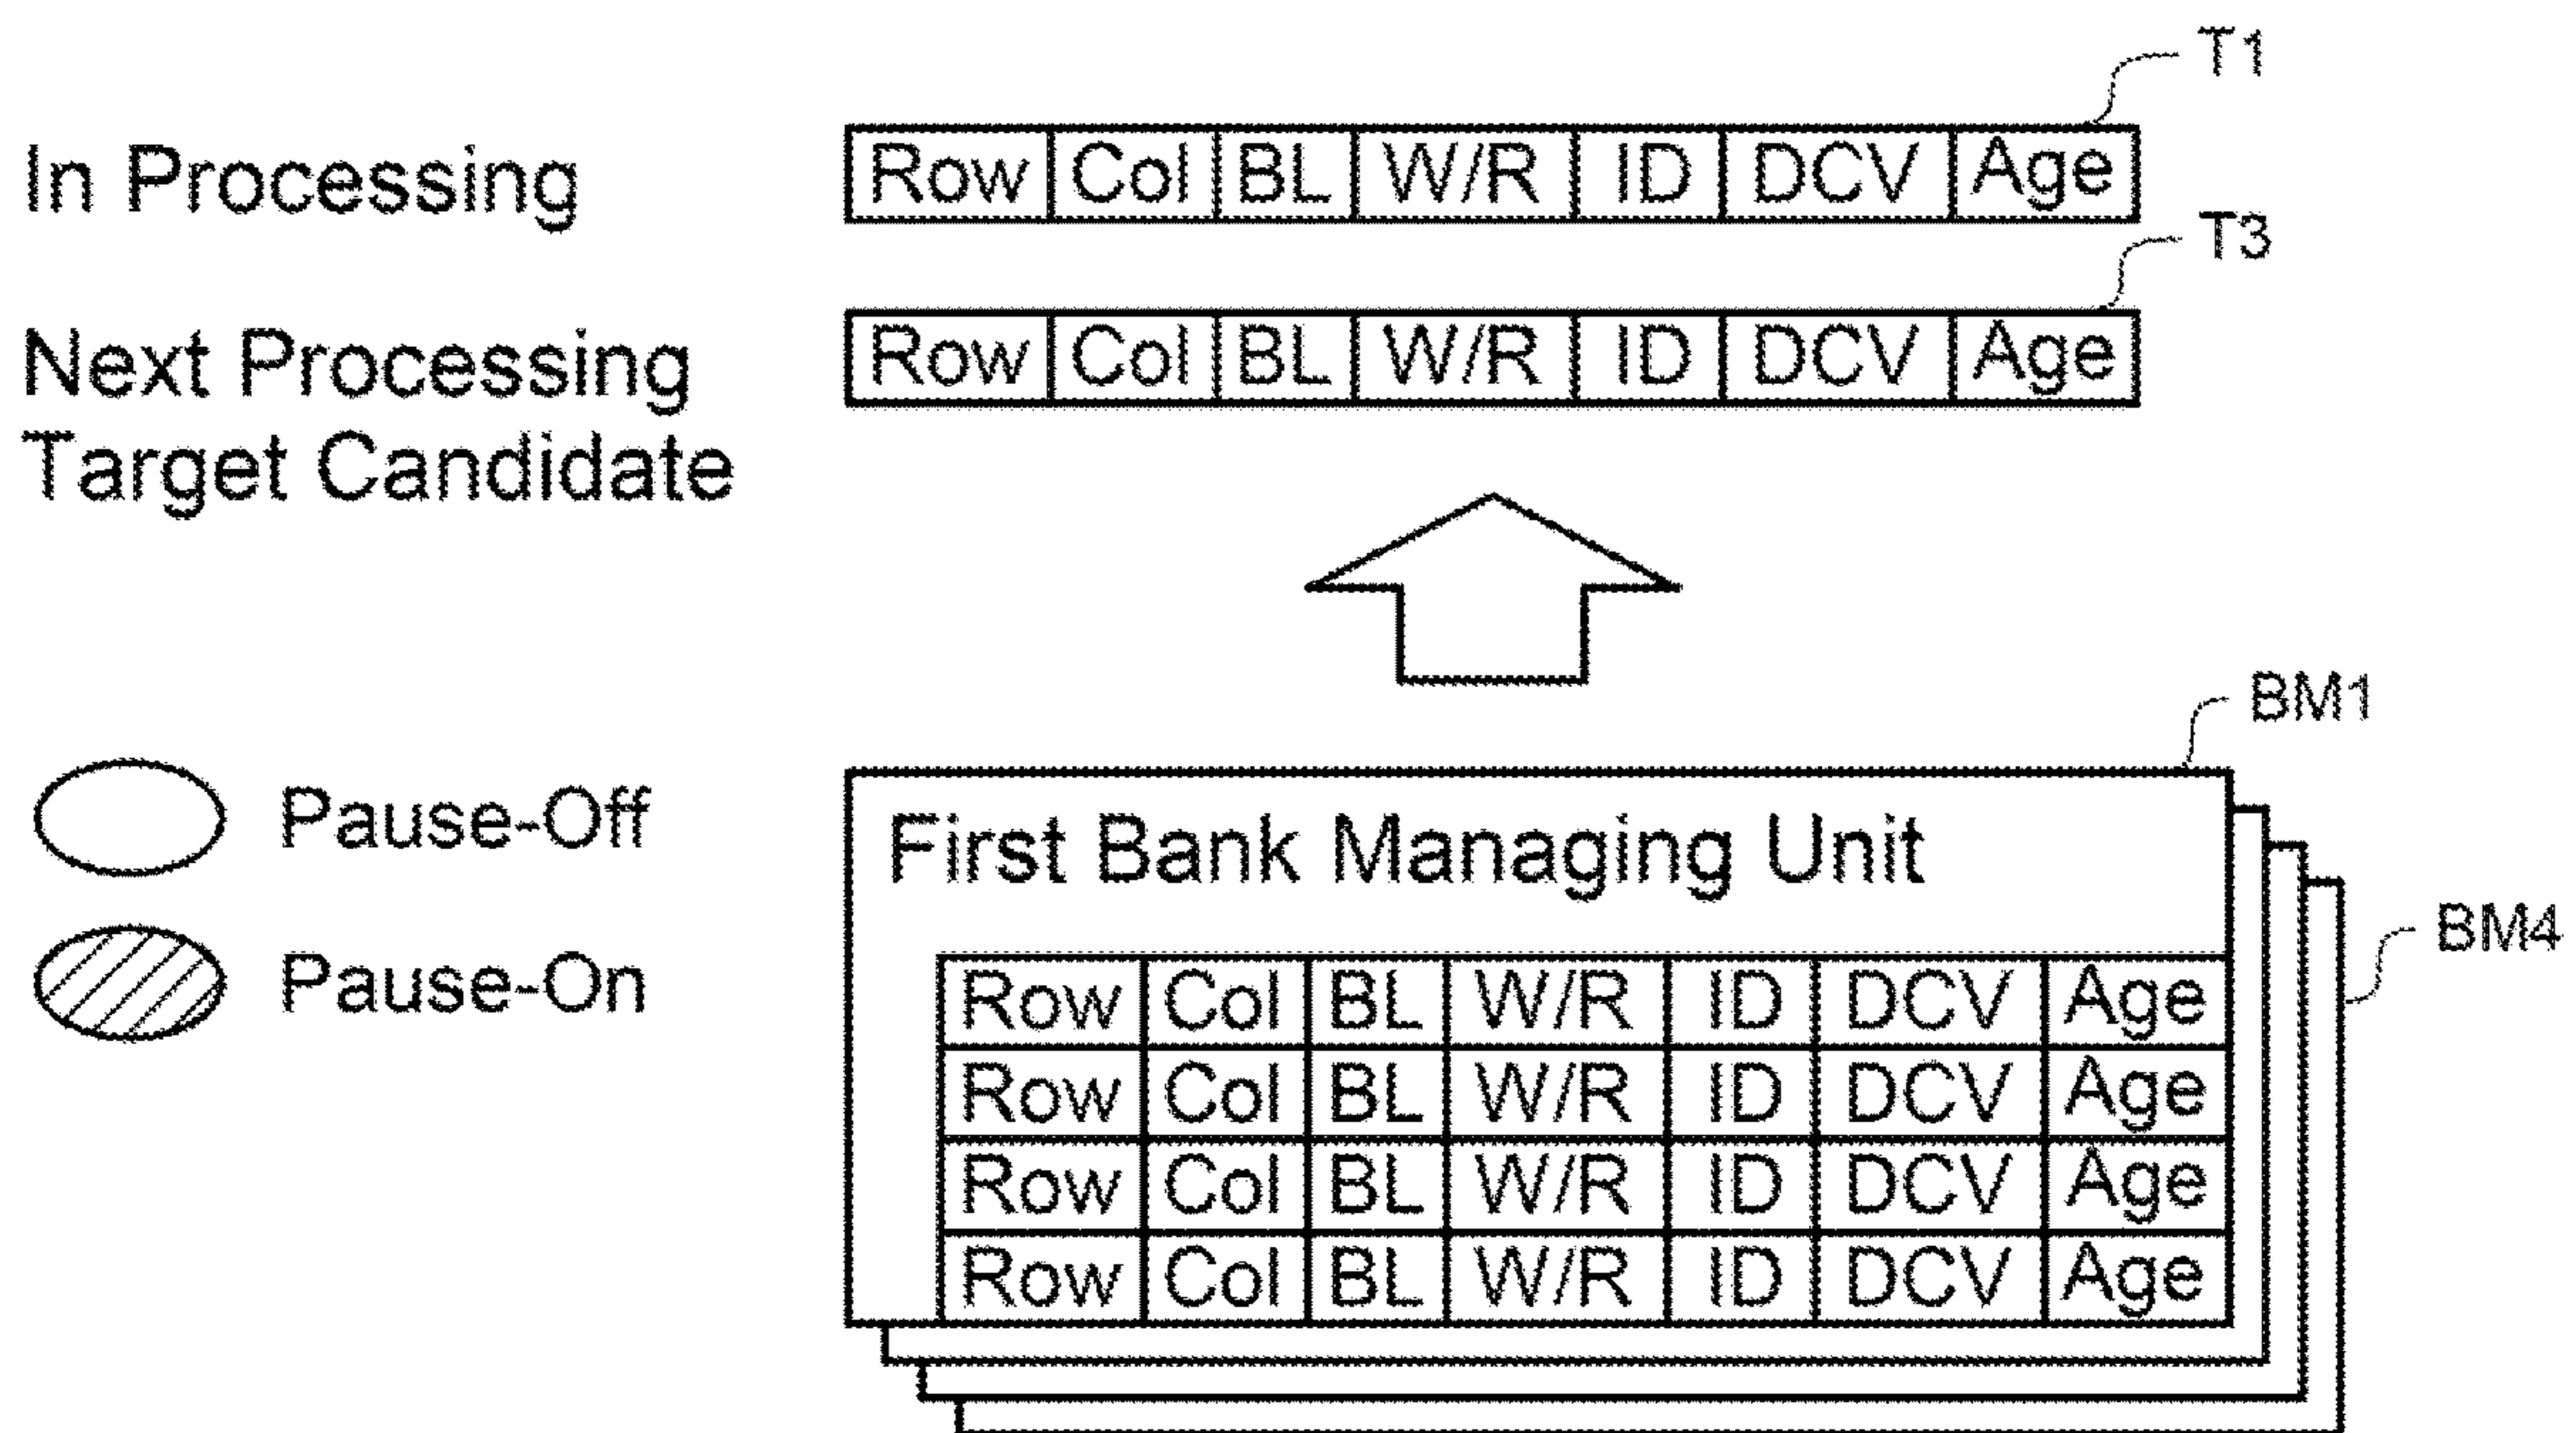 T1
In Processing
Row Col BL W/R ID DCV Age
T3
Next Processing
Target Candidate
Row Col BL W/R ID DCV Age
BM1
Pause-Off
First Bank Managing Unit
BM4
Pause-On
Row Col BL W/R ID DCV Age
Row Col BL W/R ID DCV Age
Row Col BL W/R ID DCV Age
Row Col BL W/R ID DCV Age